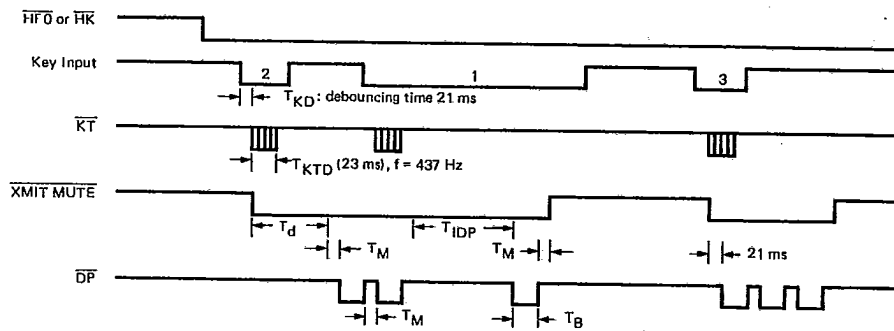 HFO or HK
Key Input
2
1
3
TKD: debouncing time 21 ms
KT
TKTD (23 ms), f = 437 Hz
XMIT MUTE
Td
TIDP
TM
TM
21 ms
DP
TM
TB